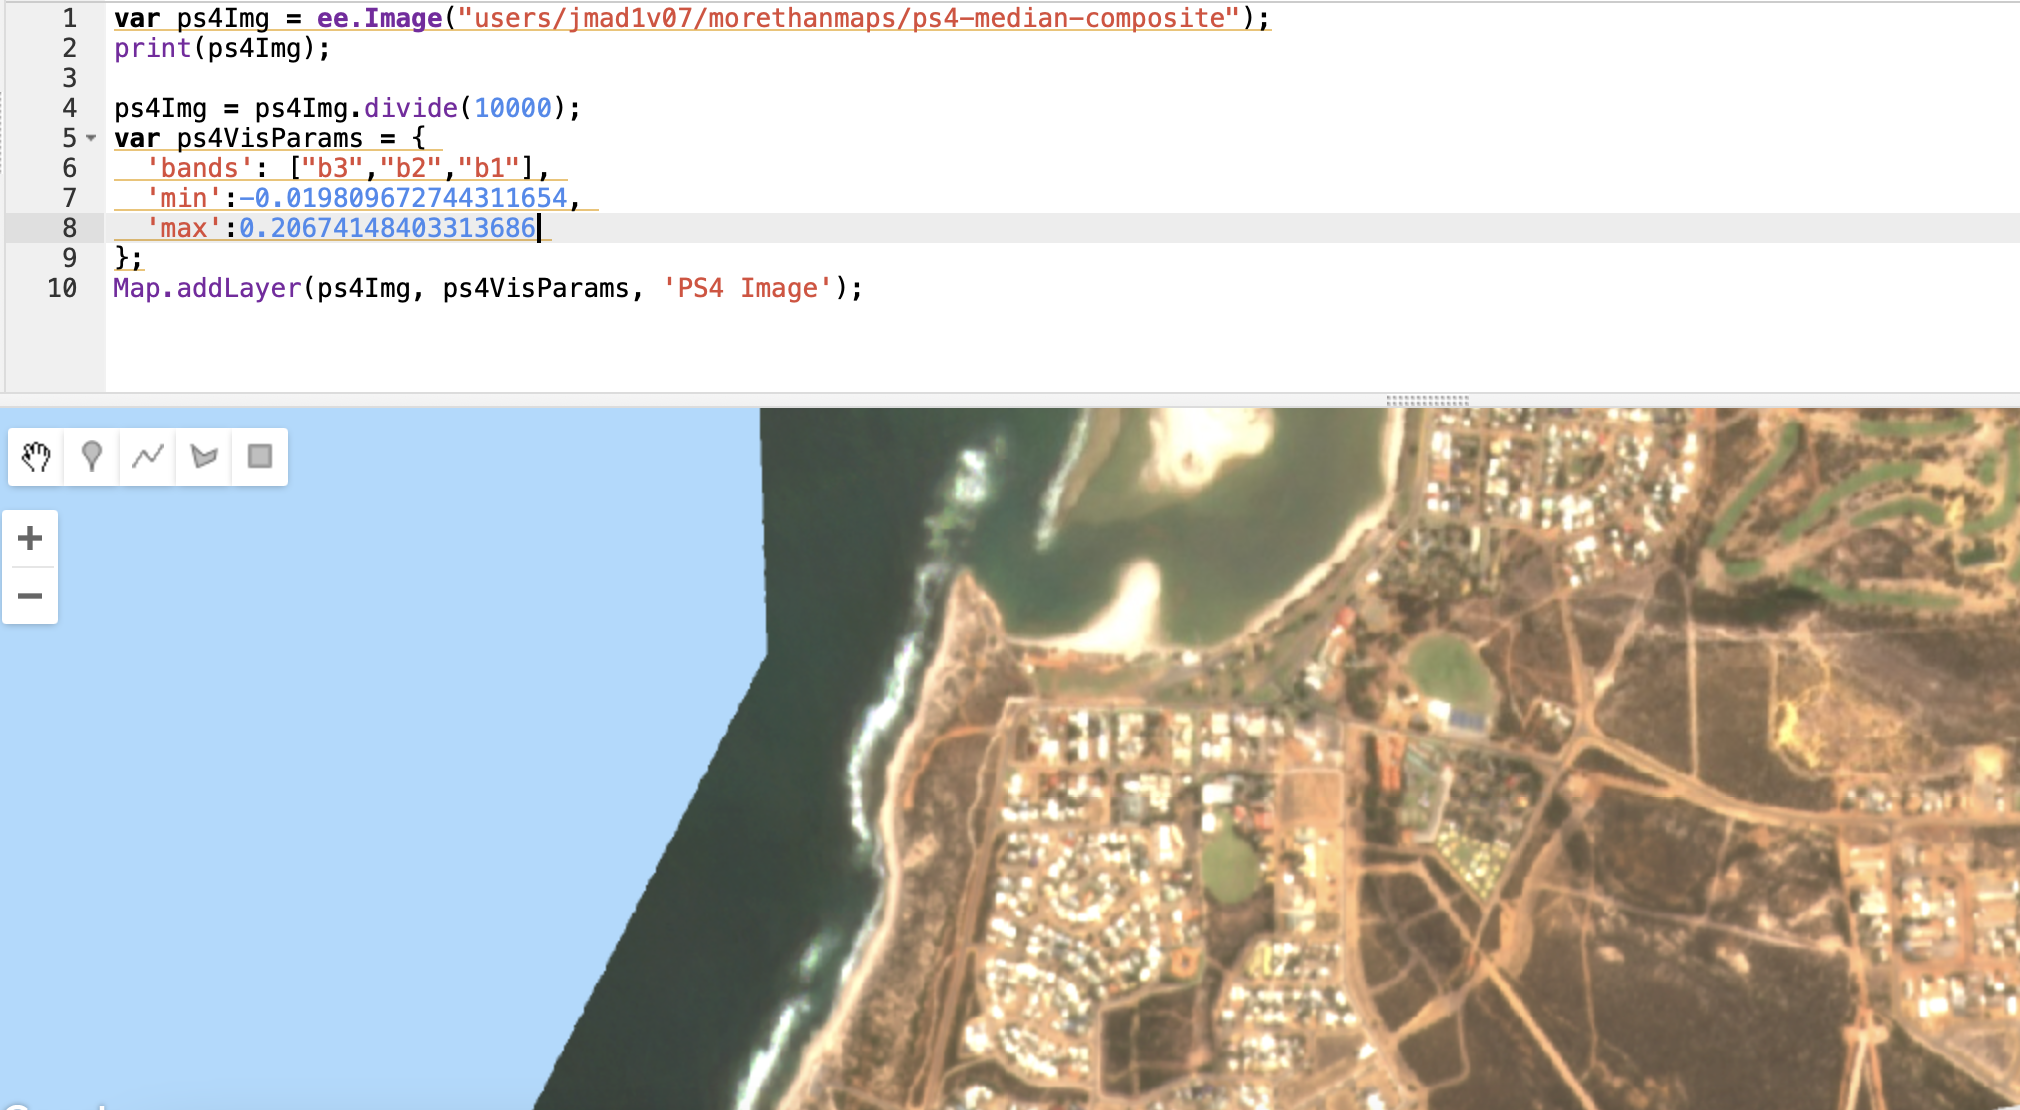 1 var ps4Img = ee.Image("users/jmad1v07/morethanmaps/ps4-median-composite");
2 print(ps4Img);
3
4 ps4Img = ps4Img.divide(10000);
5 var ps4VisParams = {
6   'bands': ["b3","b2","b1"],
7   'min':-0.019809672744311654,
8   'max':0.20674148403313686
9 };
10 Map.addLayer(ps4Img, ps4VisParams, 'PS4 Image');
+
−